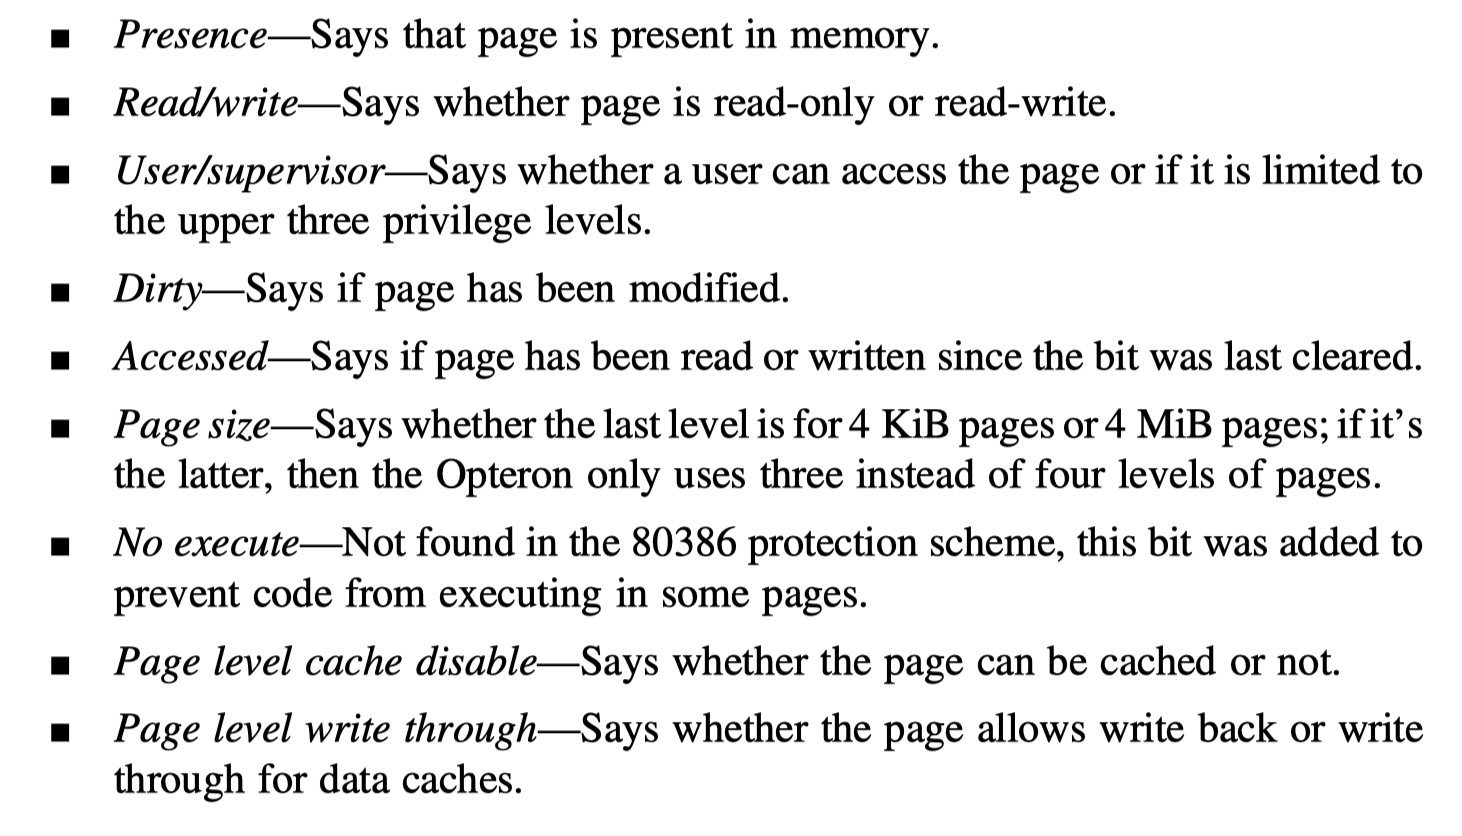 ■ Presence—Says that page is present in memory.
■ Read/write—Says whether page is read-only or read-write.
■ User/supervisor—Says whether a user can access the page or if it is limited to
the upper three privilege levels.
■ Dirty—Says if page has been modified.
■ Accessed—Says if page has been read or written since the bit was last cleared.
■ Page size—Says whether the last level is for 4 KiB pages or 4 MiB pages; if it’s
the latter, then the Opteron only uses three instead of four levels of pages.
■ No execute—Not found in the 80386 protection scheme, this bit was added to
prevent code from executing in some pages.
■ Page level cache disable—Says whether the page can be cached or not.
■ Page level write through—Says whether the page allows write back or write
through for data caches.